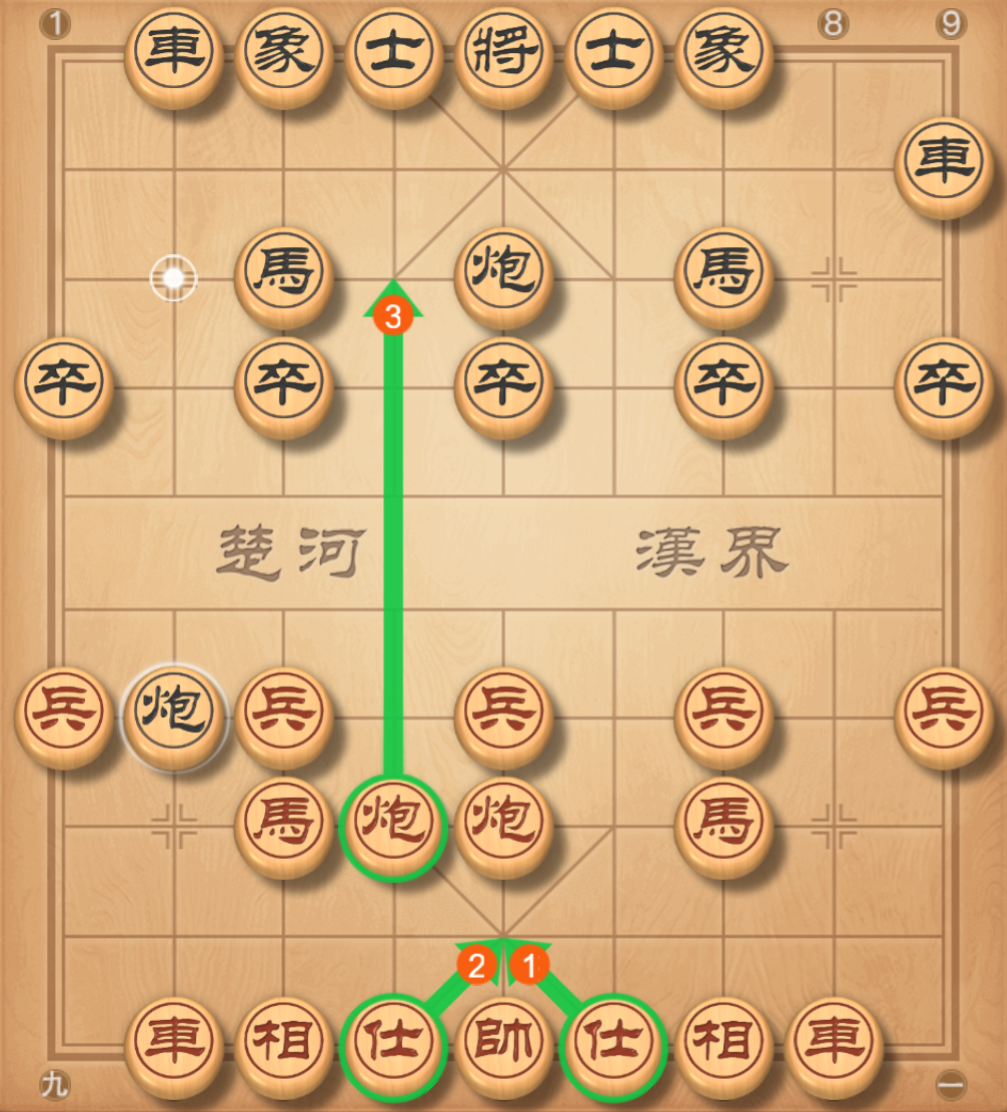 1 8 9
車 象 士 將 士 象
車
馬 炮 馬
3
卒 卒 卒 卒 卒
楚河 漢界
兵 炮 兵 兵 兵 兵
馬 炮 炮 馬
2 1
車 相 仕 帥 仕 相 車
九 一